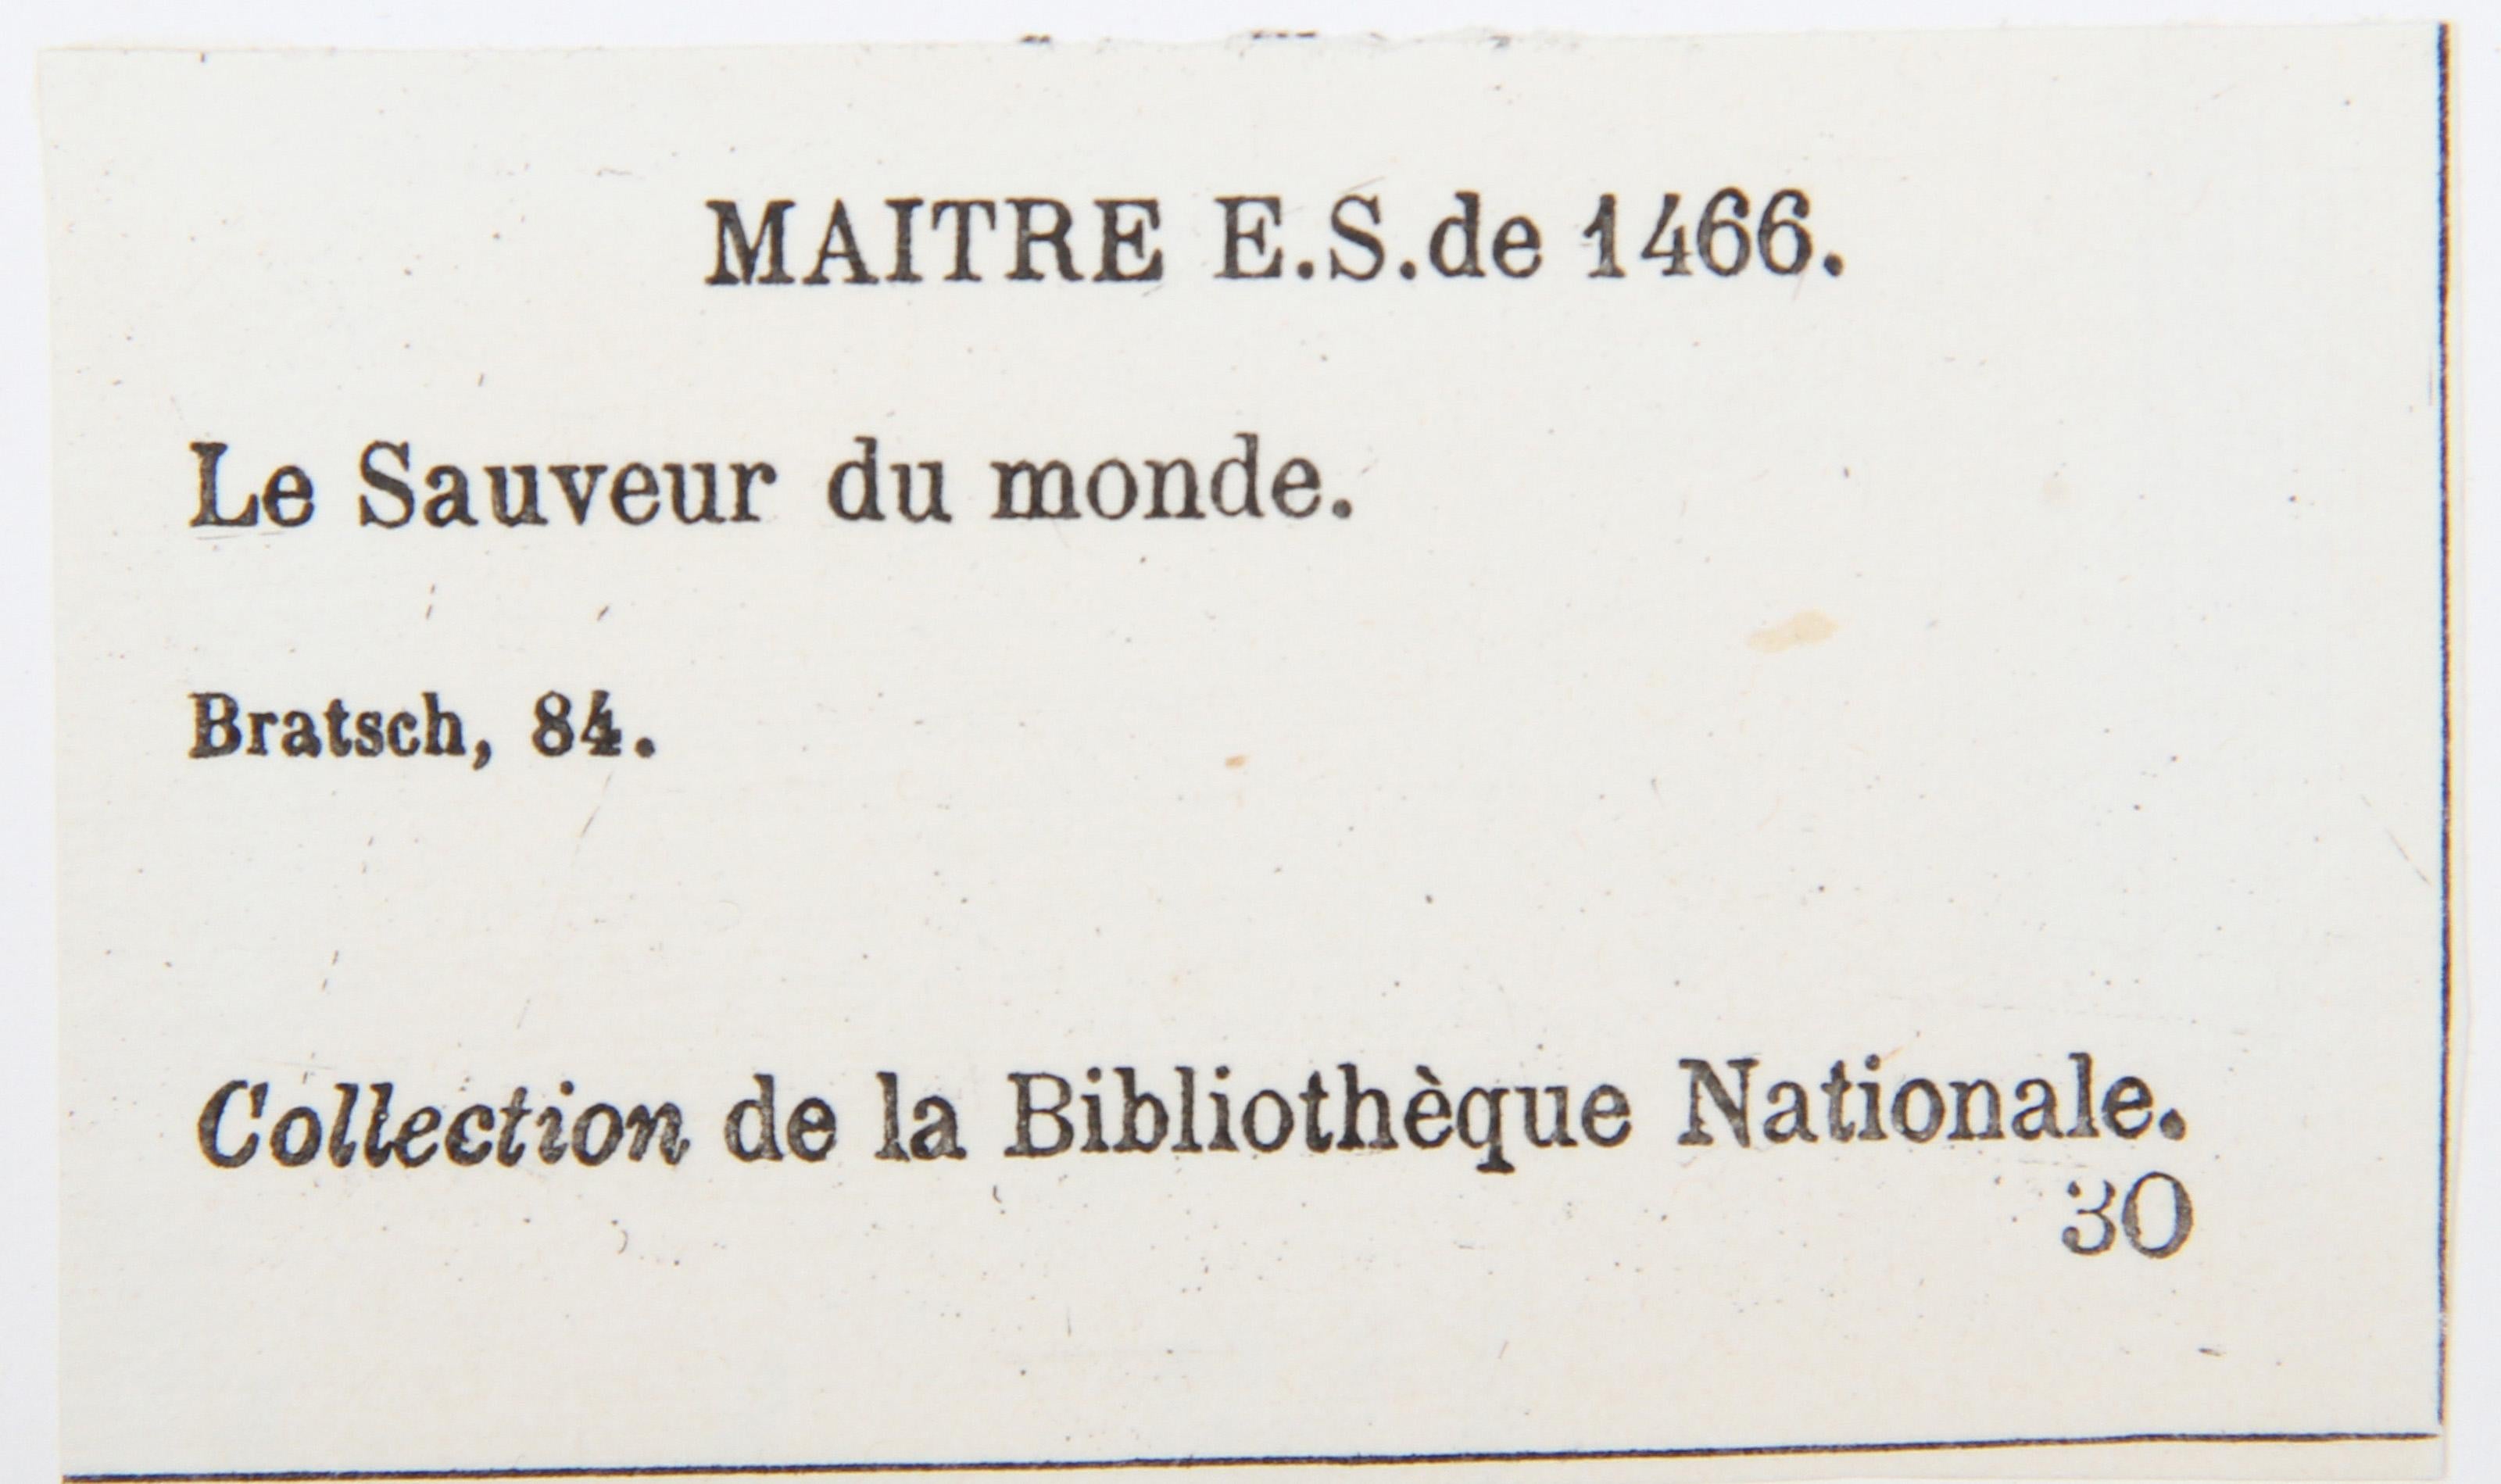 MAITRE E.S.de 1466.
Le Sauveur du monde.
Bratsch, 84.
Collection de la Bibliothèque Nationale.
30